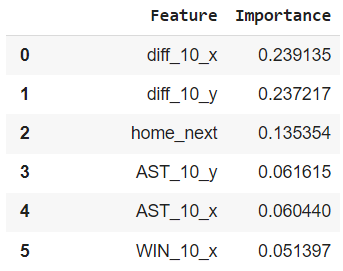 Feature Importance
0 diff_10_x 0.239135
1 diff_10_y 0.237217
2 home_next 0.135354
3 AST_10_y 0.061615
4 AST_10_x 0.060440
5 WIN_10_x 0.051397